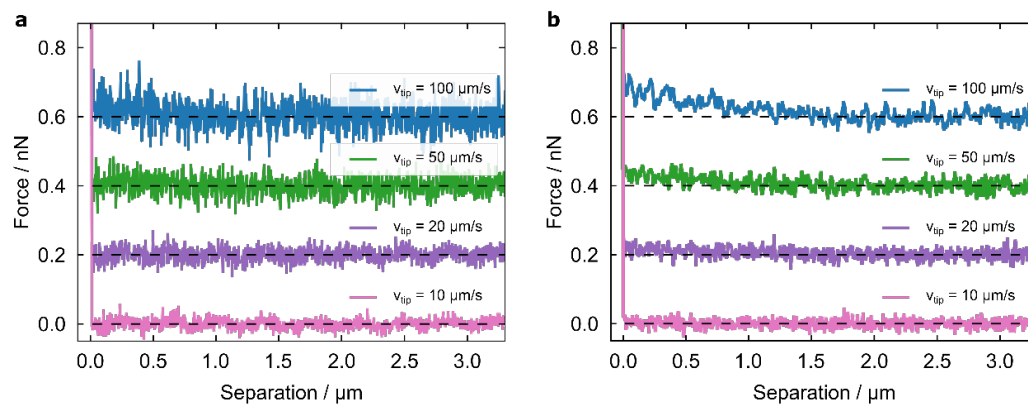 a
0.8
0.6
0.4
0.2
0.0
Force / nN
v_tip = 100 µm/s
v_tip = 50 µm/s
v_tip = 20 µm/s
v_tip = 10 µm/s
0.0 0.5 1.0 1.5 2.0 2.5 3.0
Separation / µm
b
0.8
0.6
0.4
0.2
0.0
Force / nN
v_tip = 100 µm/s
v_tip = 50 µm/s
v_tip = 20 µm/s
v_tip = 10 µm/s
0.0 0.5 1.0 1.5 2.0 2.5 3.0
Separation / µm